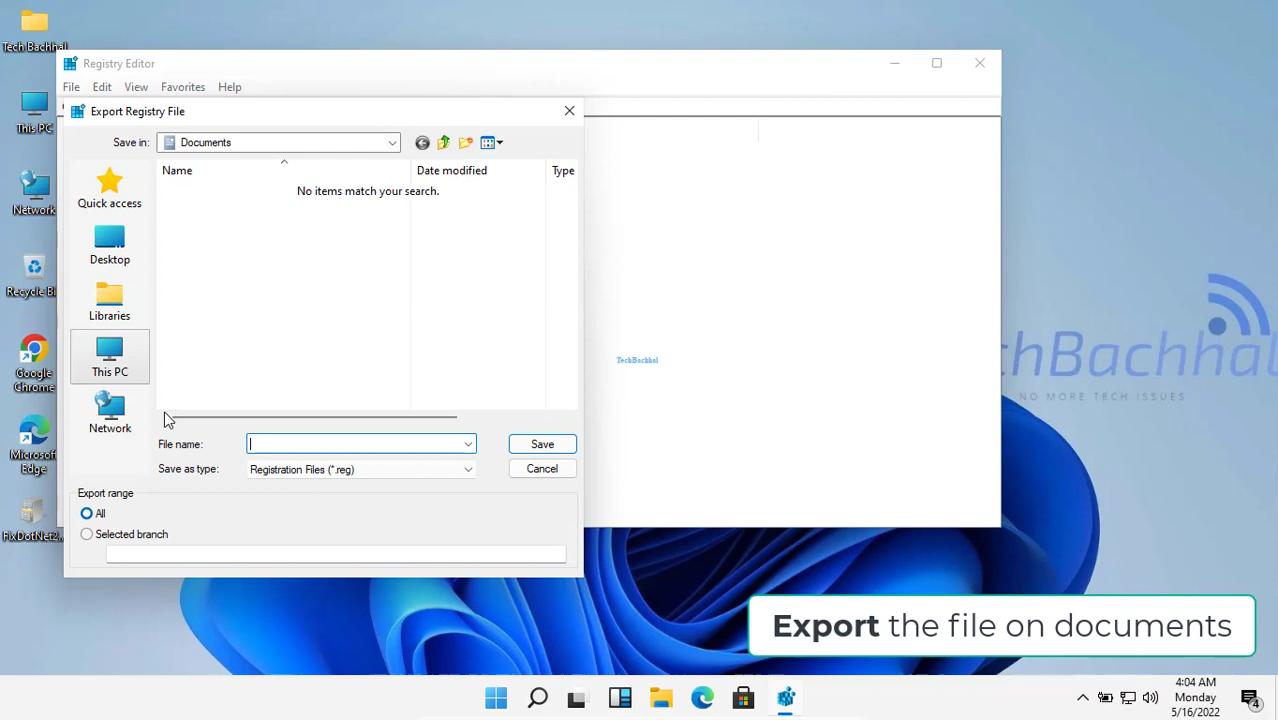 Tech Bachhal
This PC
Network
Recycle Bi
Google
Chrome
Microsoft
Edge
FixDotNet2...
Registry Editor
File Edit View Favorites Help
Export Registry File
Save in: Documents
Name Date modified Type
No items match your search.
Quick access
Desktop
Libraries
This PC
Network
File name:
Save
Save as type: Registration Files (*.reg)
Cancel
Export range
All
Selected branch
TechBachhal
chBachhal
NO MORE TECH ISSUES
Export the file on documents
4:04 AM
Monday
5/16/2022
4